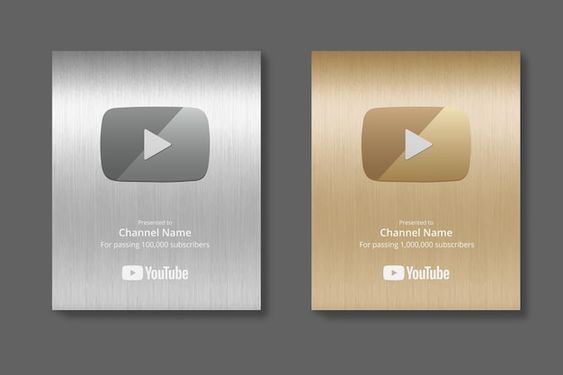 Presented to
Channel Name
For passing 100,000 subscribers
YouTube
Presented to
Channel Name
For passing 1,000,000 subscribers
YouTube